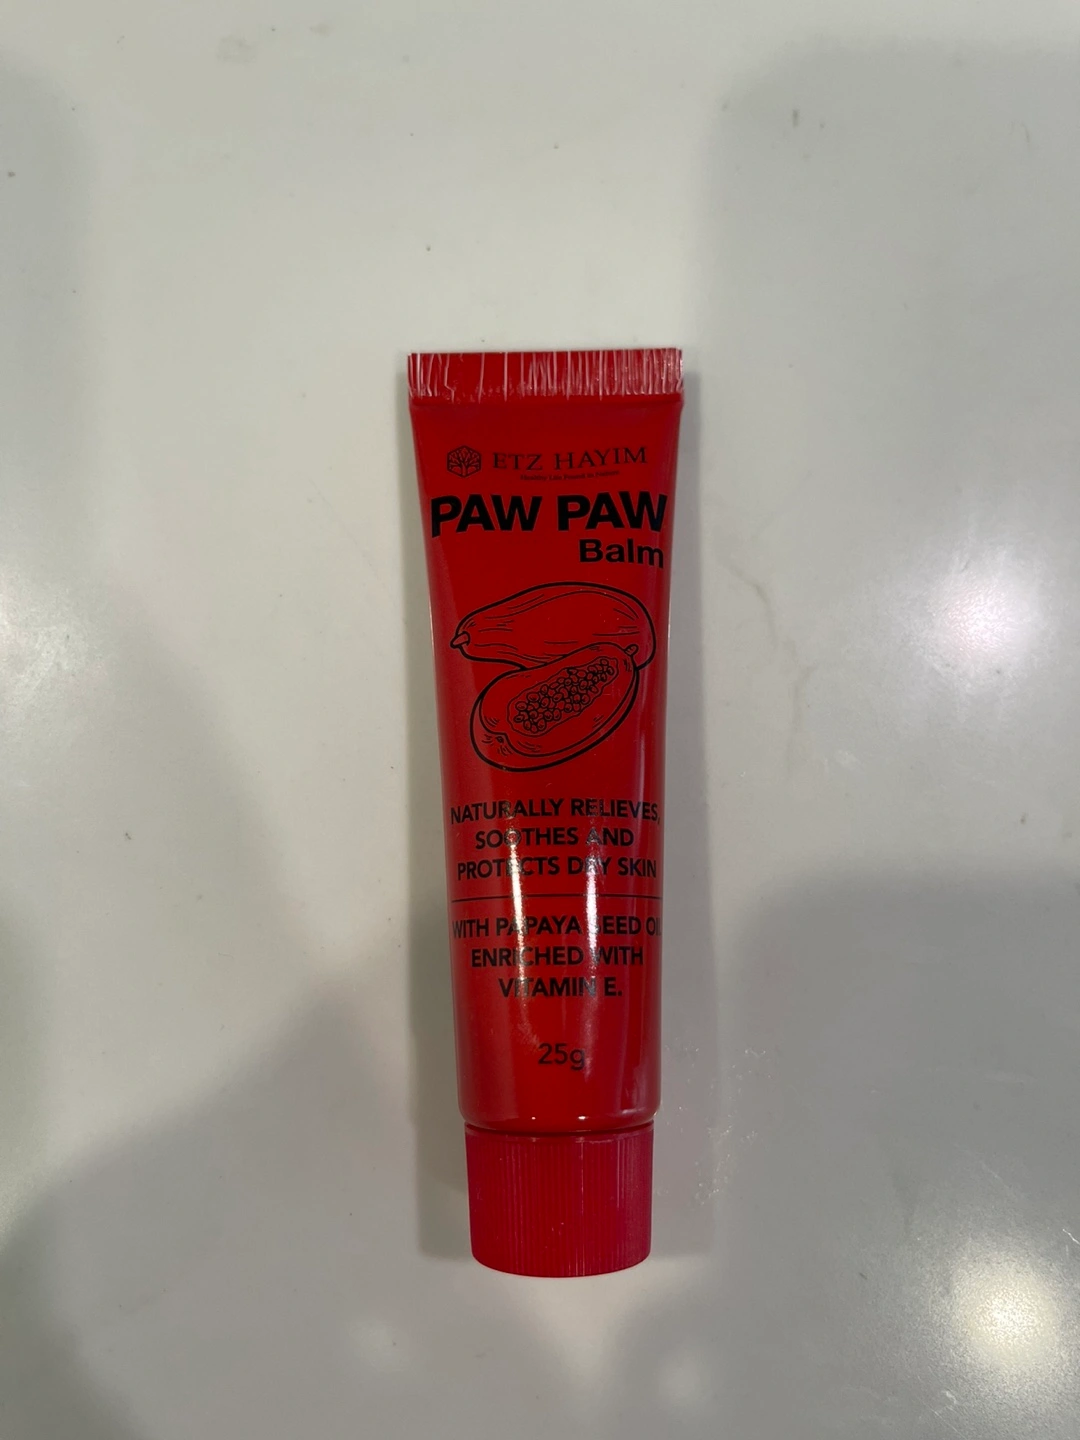 ETZ HAYIM
PAW PAW
Balm
NATURALLY RELIEVES,
SOOTHES AND
PROTECTS DRY SKIN
WITH PAPAYA SEED OIL
ENRICHED WITH
VITAMIN E.
25g